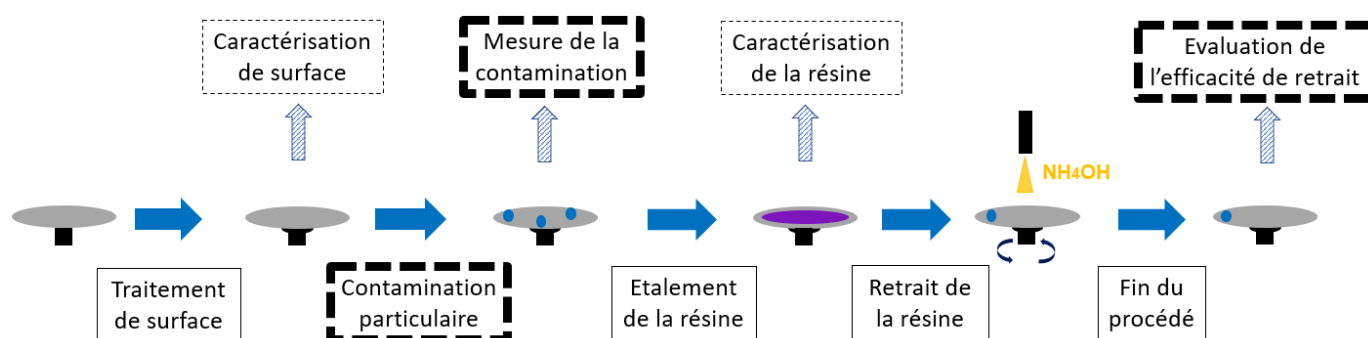 Caractérisation
de surface
Mesure de la
contamination
Caractérisation
de la résine
Evaluation de
l'efficacité de retrait
NH4OH
Traitement
de surface
Contamination
particulaire
Etalement
de la résine
Retrait de
la résine
Fin du
procédé